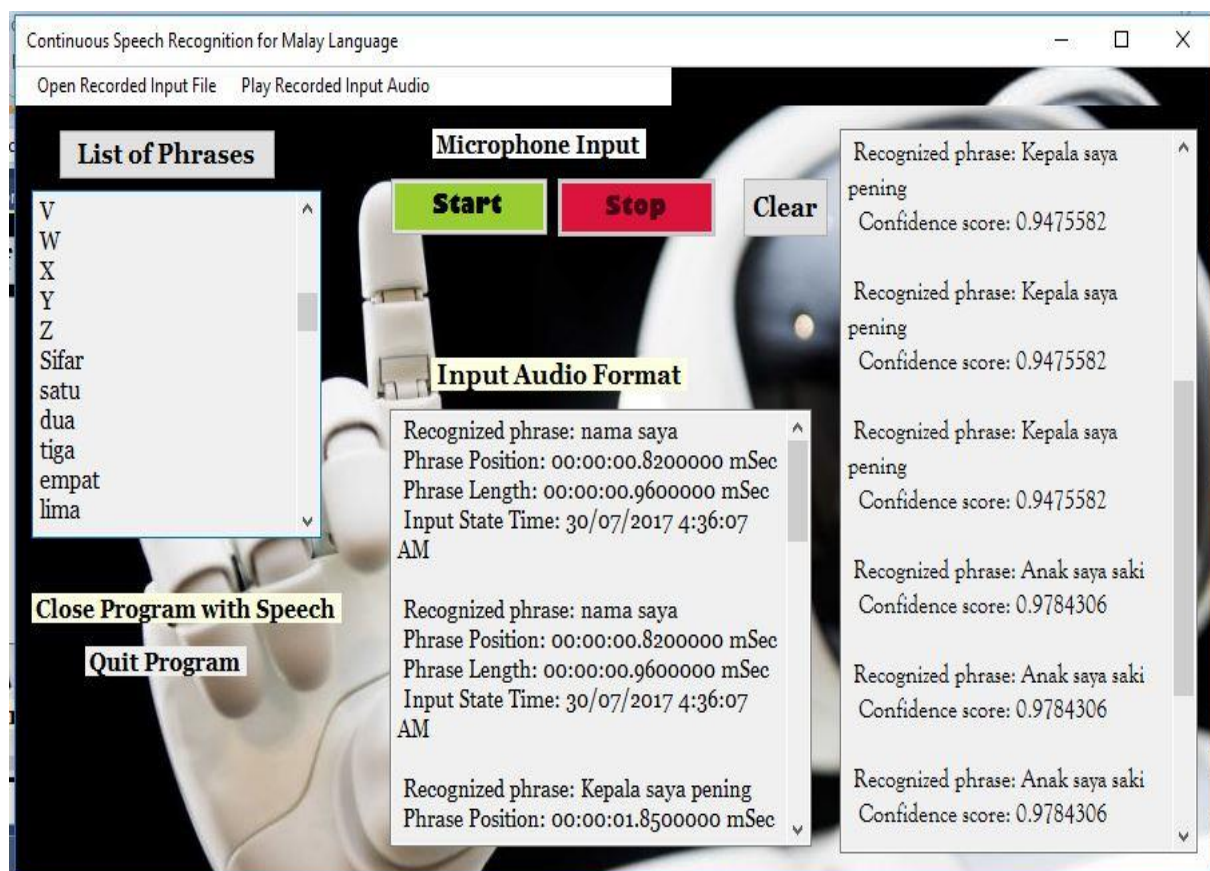 Continuous Speech Recognition for Malay Language
Open Recorded Input File Play Recorded Input Audio
List of Phrases
V
W
X
Y
Z
Sifar
satu
dua
tiga
empat
lima
Close Program with Speech
Quit Program
Microphone Input
Start Stop Clear
Input Audio Format
Recognized phrase: nama saya
Phrase Position: 00:00:00.8200000 mSec
Phrase Length: 00:00:00.9600000 mSec
Input State Time: 30/07/2017 4:36:07
AM
Recognized phrase: nama saya
Phrase Position: 00:00:00.8200000 mSec
Phrase Length: 00:00:00.9600000 mSec
Input State Time: 30/07/2017 4:36:07
AM
Recognized phrase: Kepala saya pening
Phrase Position: 00:00:01.8500000 mSec
Recognized phrase: Kepala saya
pening
Confidence score: 0.9475582
Recognized phrase: Kepala saya
pening
Confidence score: 0.9475582
Recognized phrase: Kepala saya
pening
Confidence score: 0.9475582
Recognized phrase: Anak saya saki
Confidence score: 0.9784306
Recognized phrase: Anak saya saki
Confidence score: 0.9784306
Recognized phrase: Anak saya saki
Confidence score: 0.9784306